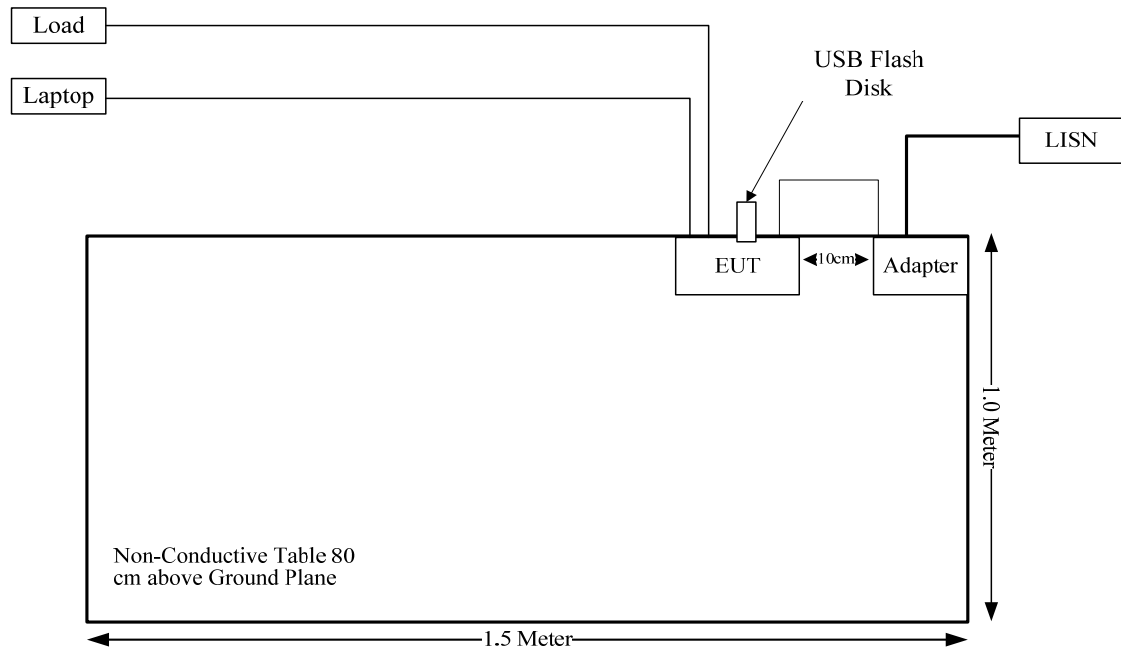 Load
Laptop
USB Flash
Disk
LISN
EUT
10cm
Adapter
1.0 Meter
Non-Conductive Table 80
cm above Ground Plane
1.5 Meter